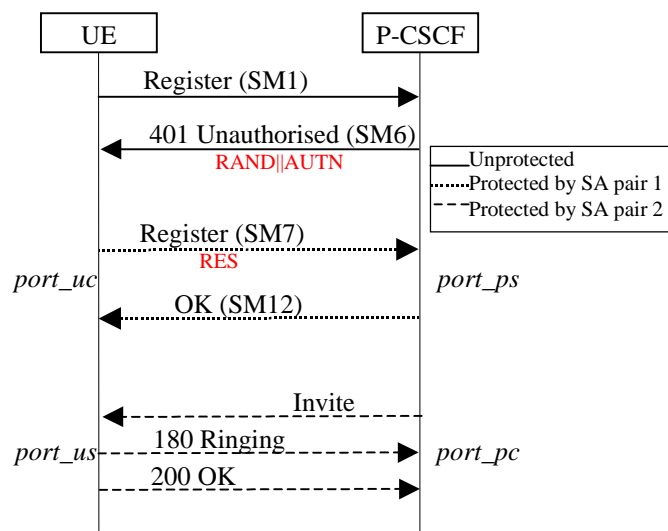 UE
P-CSCF
Register (SM1)
401 Unauthorised (SM6)
RAND||AUTN
Unprotected
Protected by SA pair 1
Protected by SA pair 2
Register (SM7)
RES
port_uc
port_ps
OK (SM12)
Invite
port_us
180 Ringing
port_pc
200 OK